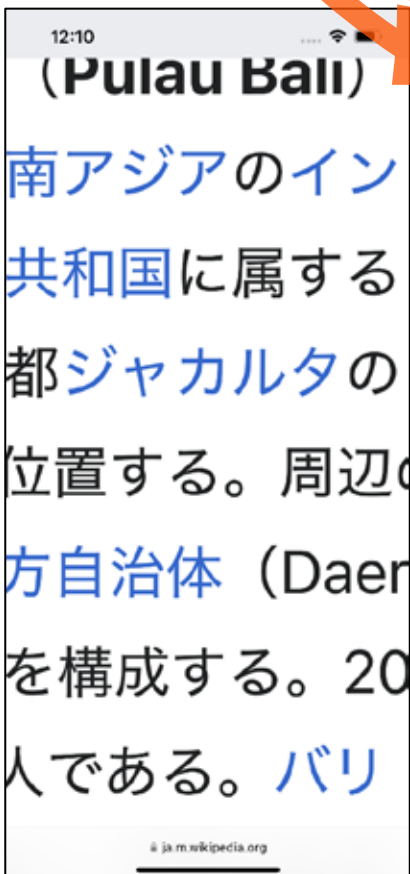 12:10
（Pulau Bali）
南アジアのイン
共和国に属する
都ジャカルタの
位置する。周辺の
方自治体（Daer
を構成する。20
人である。バリ
ja.m.wikipedia.org